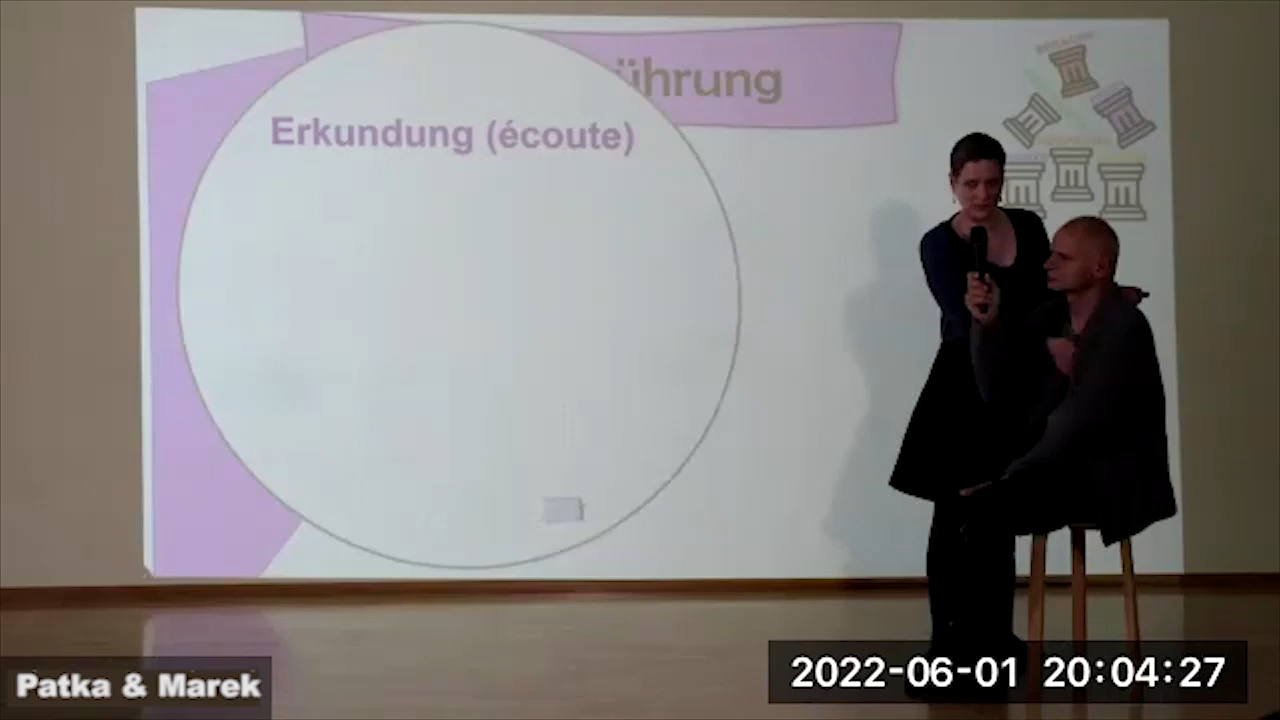 ührung
Erkundung (écoute)
Patka & Marek
2022-06-01 20:04:27